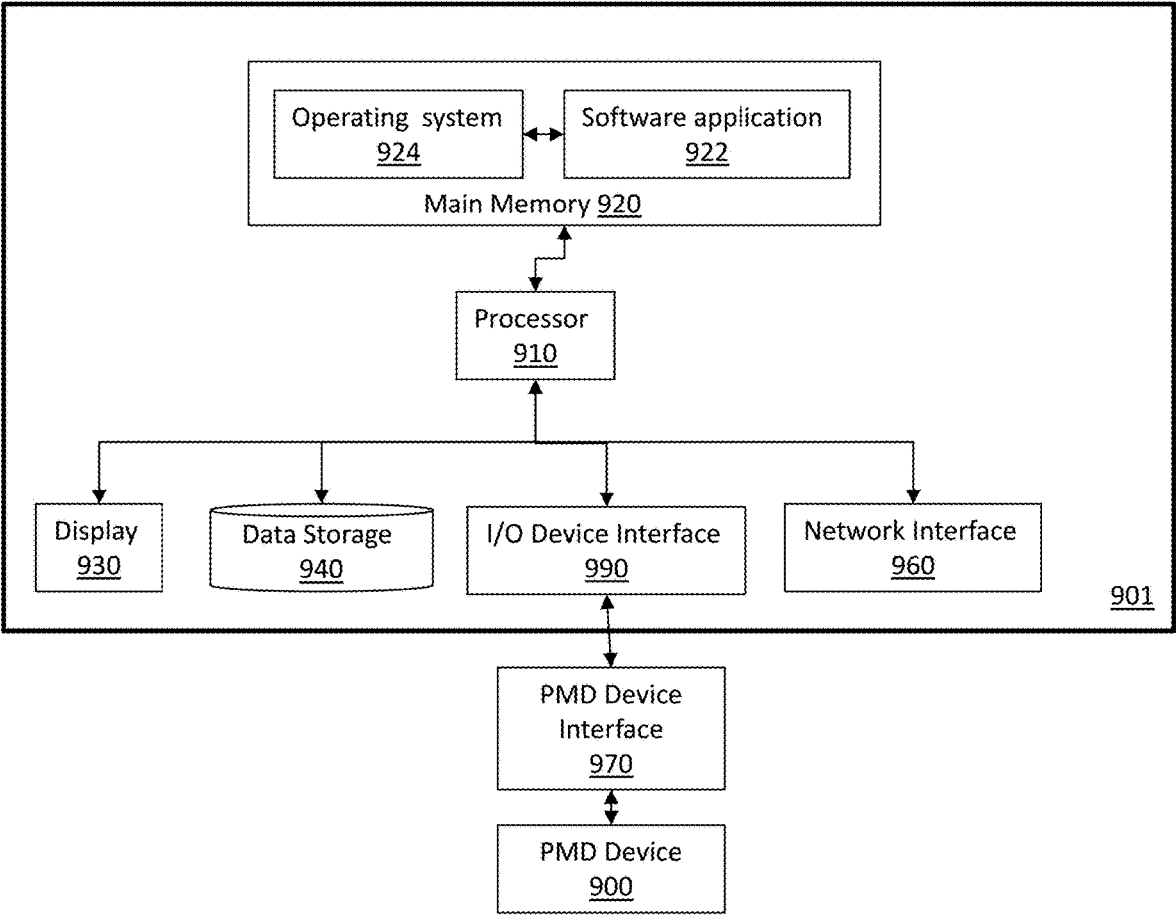 Operating system
924
Software application
922
Main Memory 920
Processor
910
Display
930
Data Storage
940
I/O Device Interface
990
Network Interface
960
901
PMD Device
Interface
970
PMD Device
900